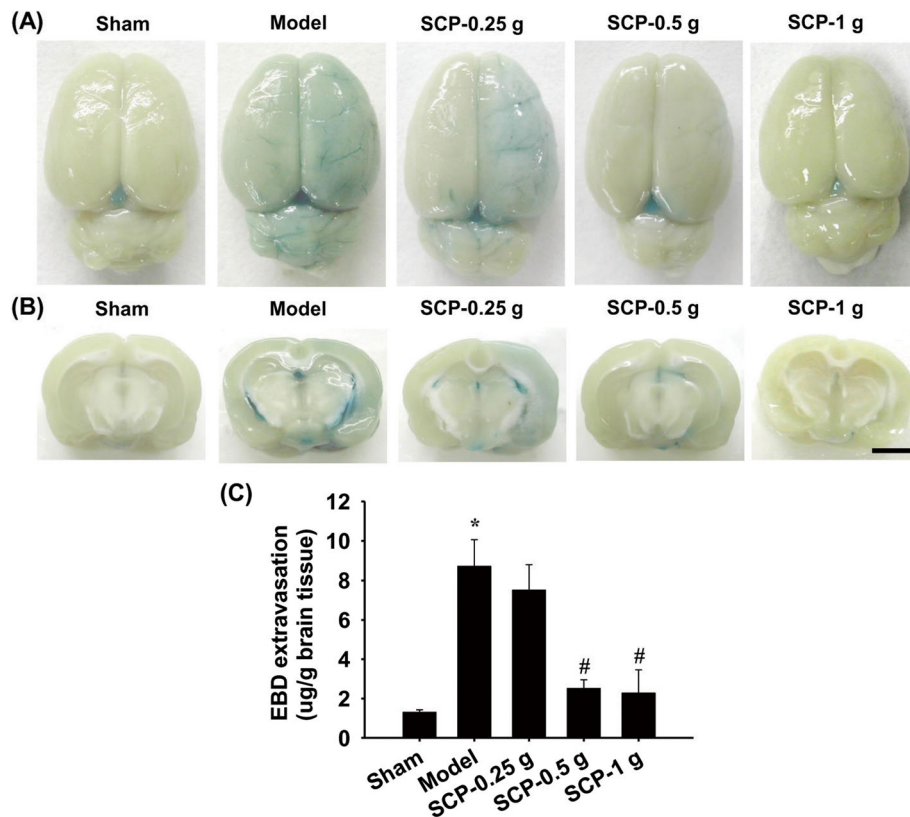 (A) Sham Model SCP-0.25 g SCP-0.5 g SCP-1 g
(B) Sham Model SCP-0.25 g SCP-0.5 g SCP-1 g
(C)
EBD extravasation
(ug/g brain tissue)
12
10
8
6
4
2
0
*
#
#
Sham
Model
SCP-0.25 g
SCP-0.5 g
SCP-1 g